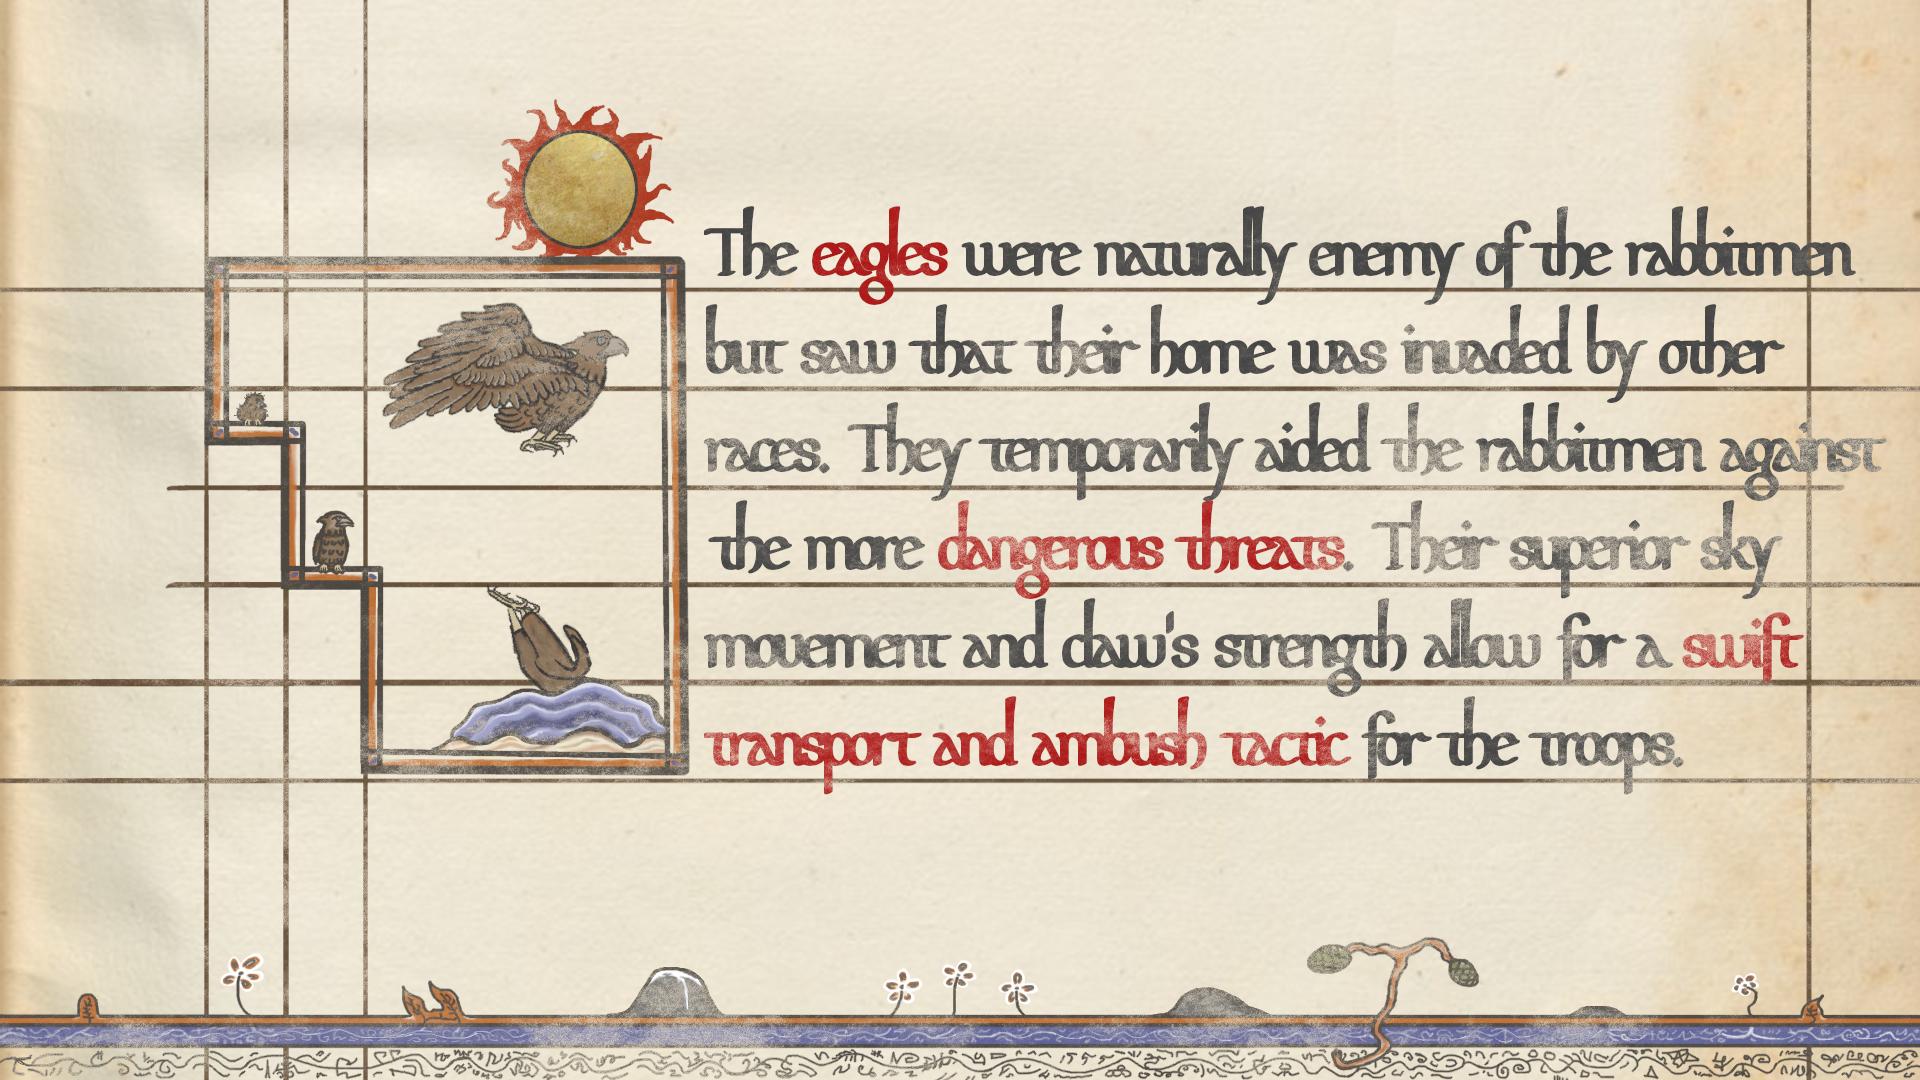 The eagles were naturally enemy of the rabbitmen
but saw that their home was invaded by other
races. They temporarily aided the rabbitmen against
the more dangerous threats. Their superior sky
movement and claw's strength allow for a swift
transport and ambush tactic for the troops.